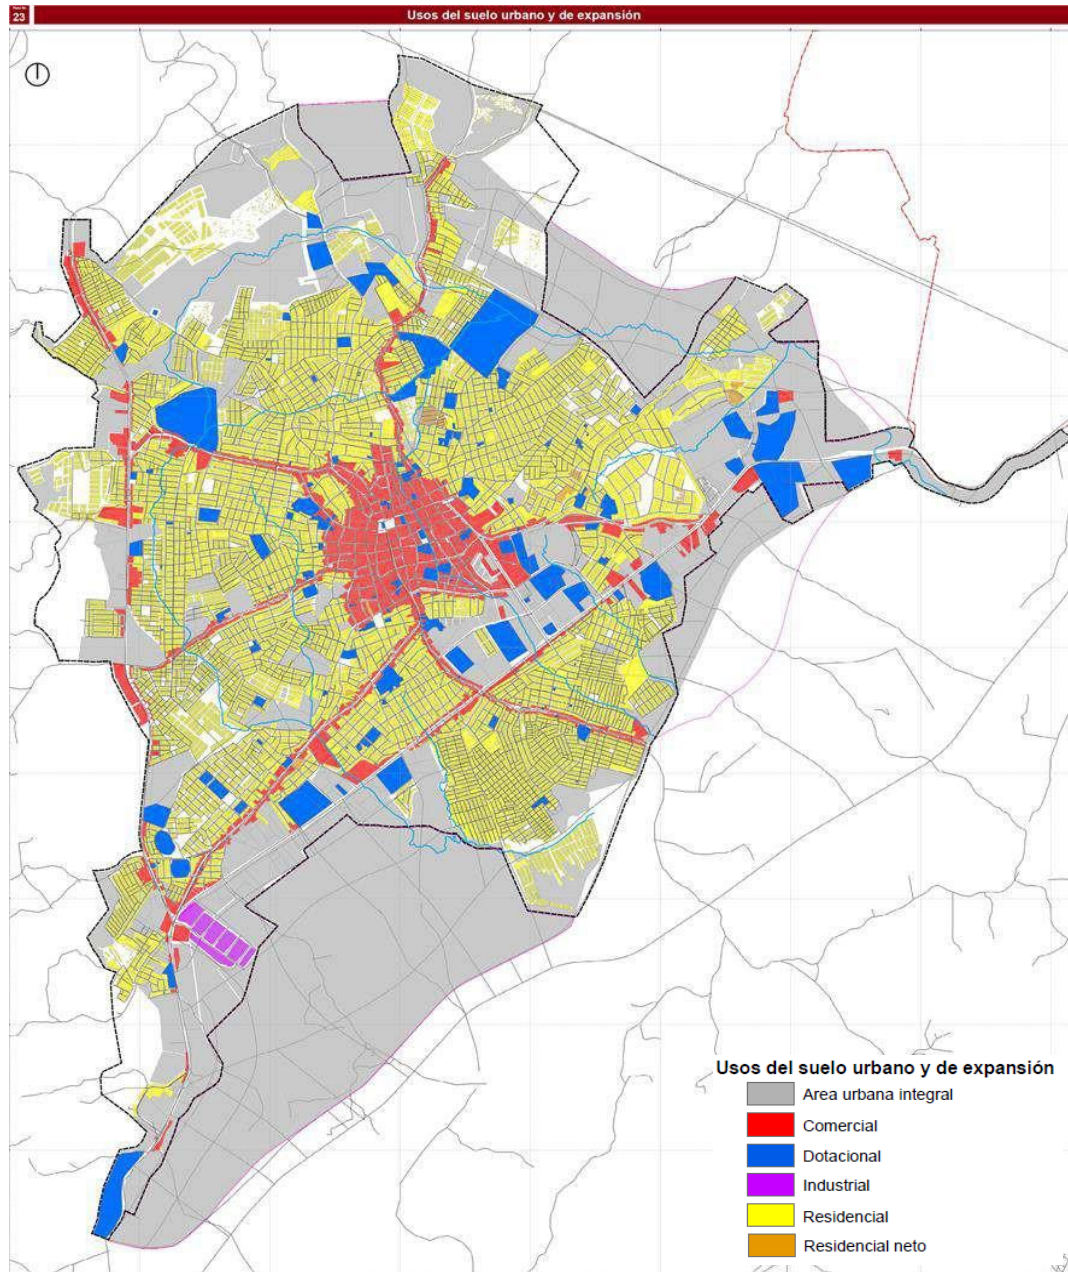 23
Usos del suelo urbano y de expansión
Usos del suelo urbano y de expansión
Area urbana integral
Comercial
Dotacional
Industrial
Residencial
Residencial neto